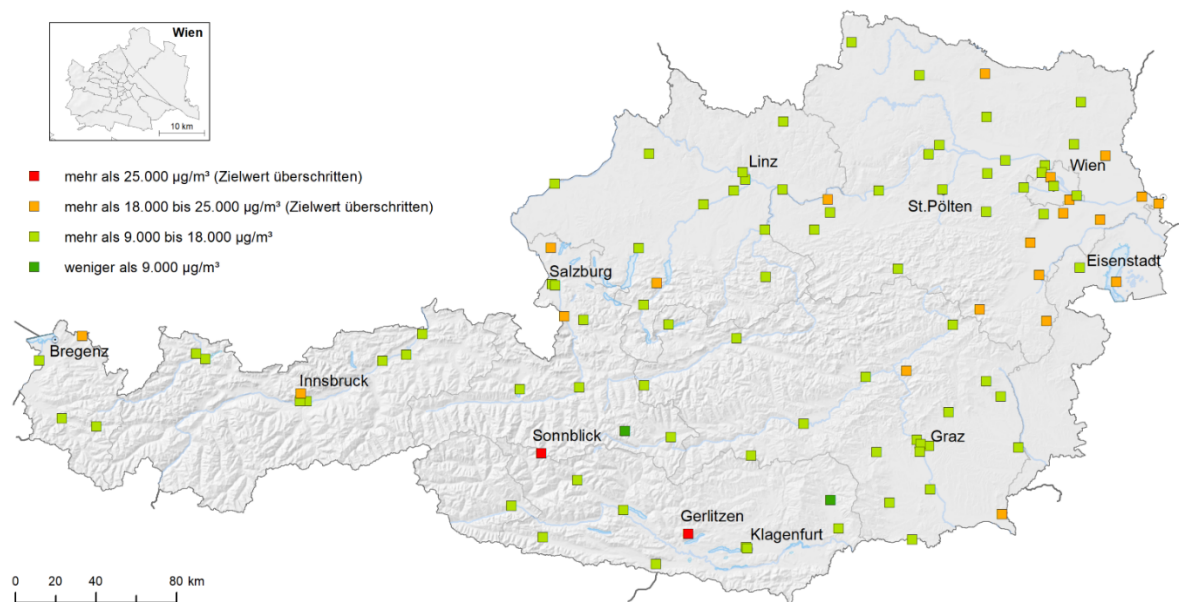 Wien
10 km
mehr als 25.000 µg/m³ (Zielwert überschritten)
mehr als 18.000 bis 25.000 µg/m³ (Zielwert überschritten)
mehr als 9.000 bis 18.000 µg/m³
weniger als 9.000 µg/m³
Linz
Wien
St.Pölten
Eisenstadt
Salzburg
Bregenz
Innsbruck
Sonnblick
Graz
Gerlitzen
Klagenfurt
0 20 40 80 km